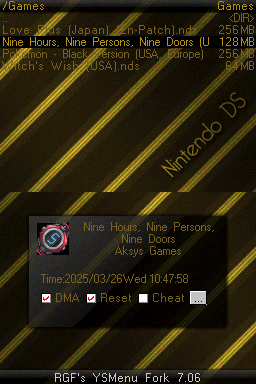 /Games Games
.. <DIR>
Love Plus (Japan) (En-Patch).nds 256MB
Nine Hours, Nine Persons, Nine Doors (U 128MB
Pokemon - Black Version (USA, Europe) 256MB
Witch's Wish (USA).nds 64MB
Nintendo DS
Nine Hours, Nine Persons,
Nine Doors
Aksys Games
Time:2025/03/26Wed 10:47:58
DMA Reset Cheat ...
RGF's YSMenu Fork 7.06